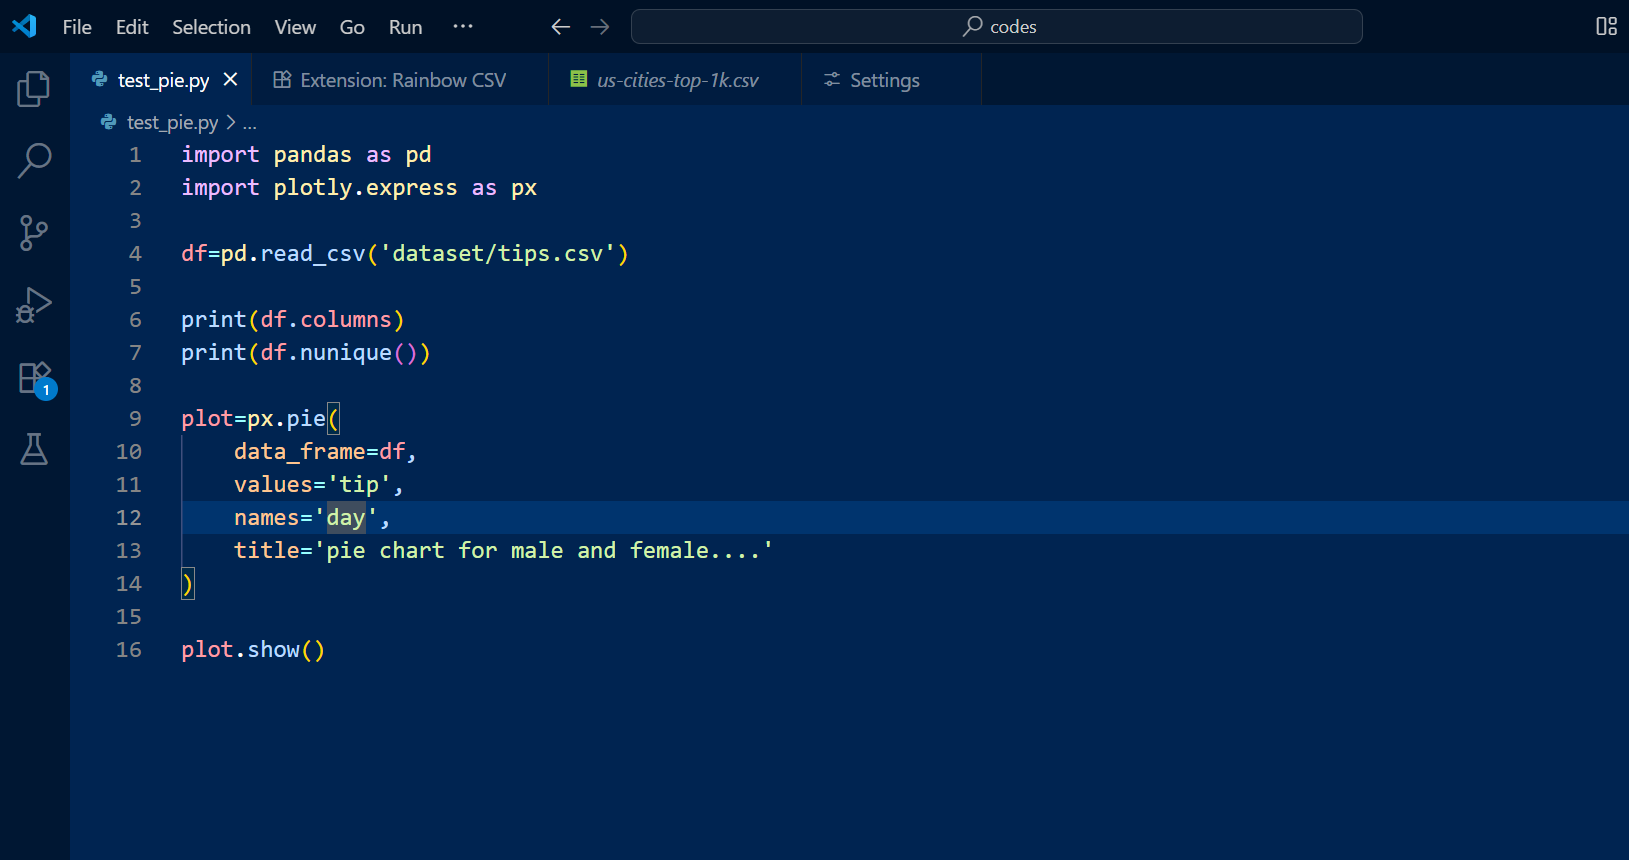 File Edit Selection View Go Run ... codes
test_pie.py Extension: Rainbow CSV us-cities-top-1k.csv Settings
test_pie.py > ...
1 import pandas as pd
2 import plotly.express as px
3
4 df=pd.read_csv('dataset/tips.csv')
5
6 print(df.columns)
7 print(df.nunique())
8
9 plot=px.pie(
10     data_frame=df,
11     values='tip',
12     names='day',
13     title='pie chart for male and female....'
14 )
15
16 plot.show()
1